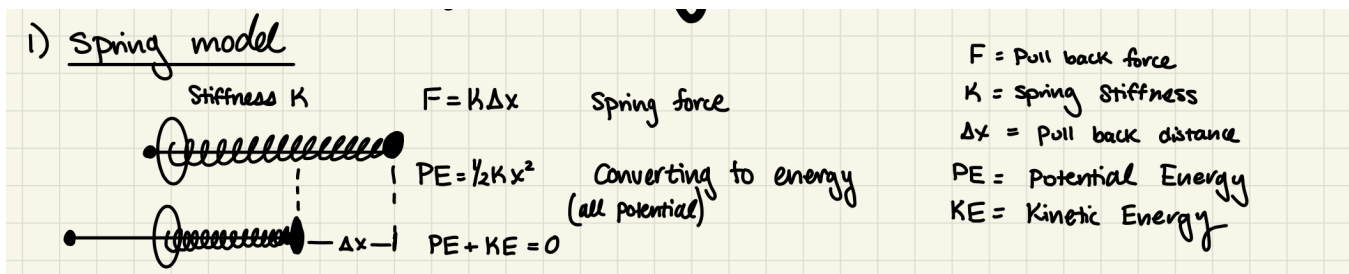 1) Spring model
Stiffness K
F = KΔx Spring force
PE = ½Kx² Converting to energy
(all potential)
— Δx —
PE + KE = 0
F = Pull back force
K = Spring Stiffness
Δx = Pull back distance
PE = Potential Energy
KE = Kinetic Energy